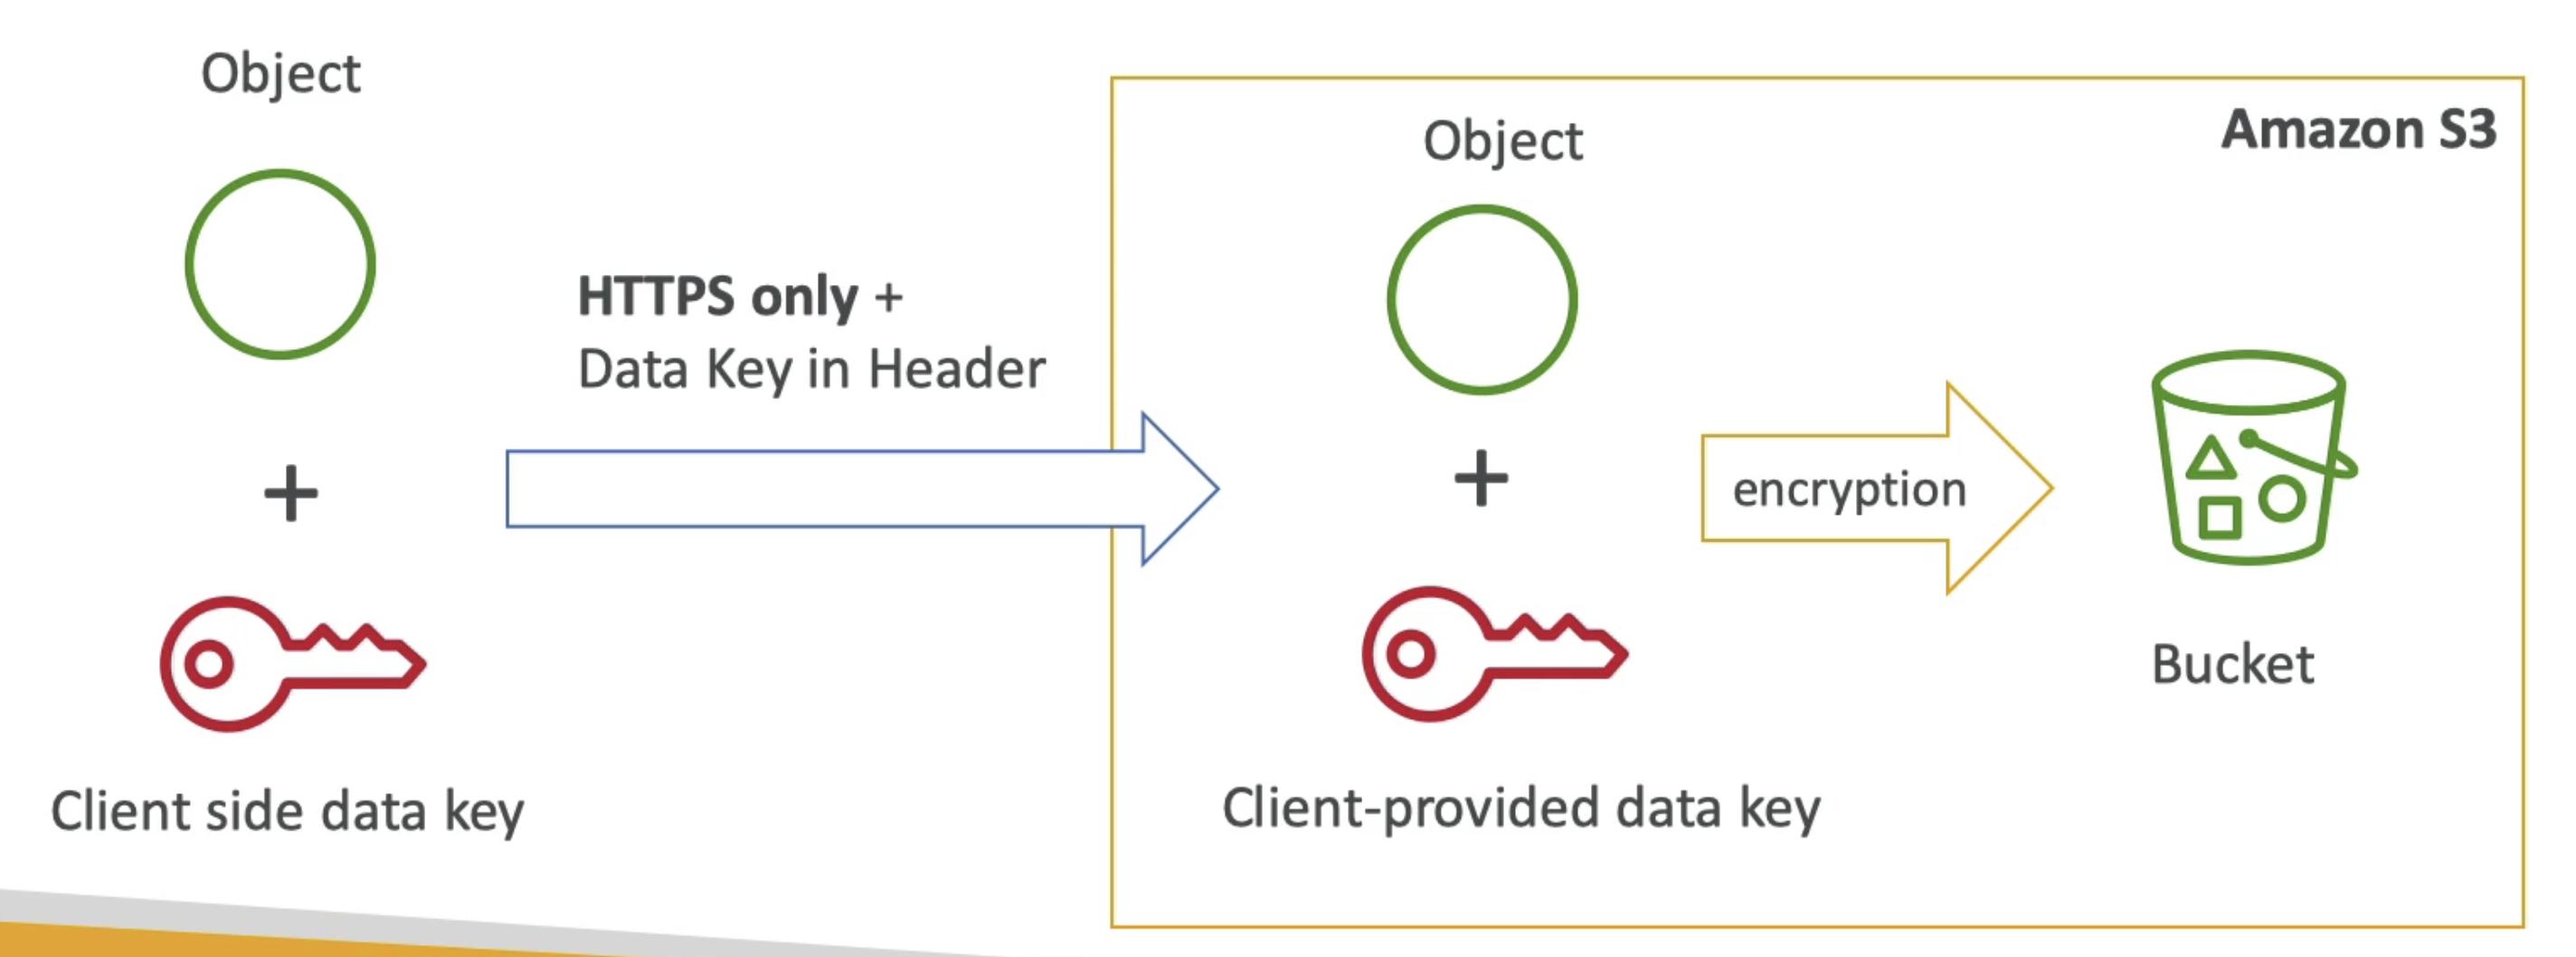 Object
HTTPS only +
Data Key in Header
Client side data key
Amazon S3
Object
encryption
Client-provided data key
Bucket